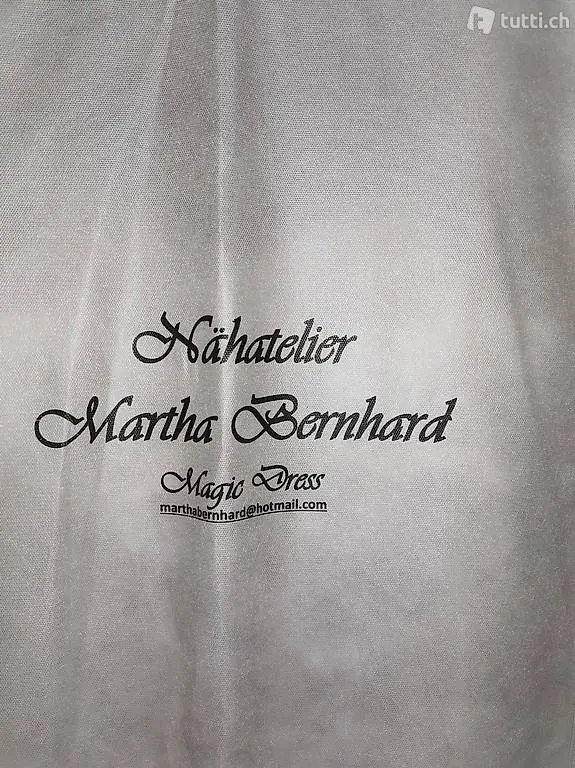 tutti.ch
Nähatelier
Martha Bernhard
Magic Dress
marthabernhard@hotmail.com